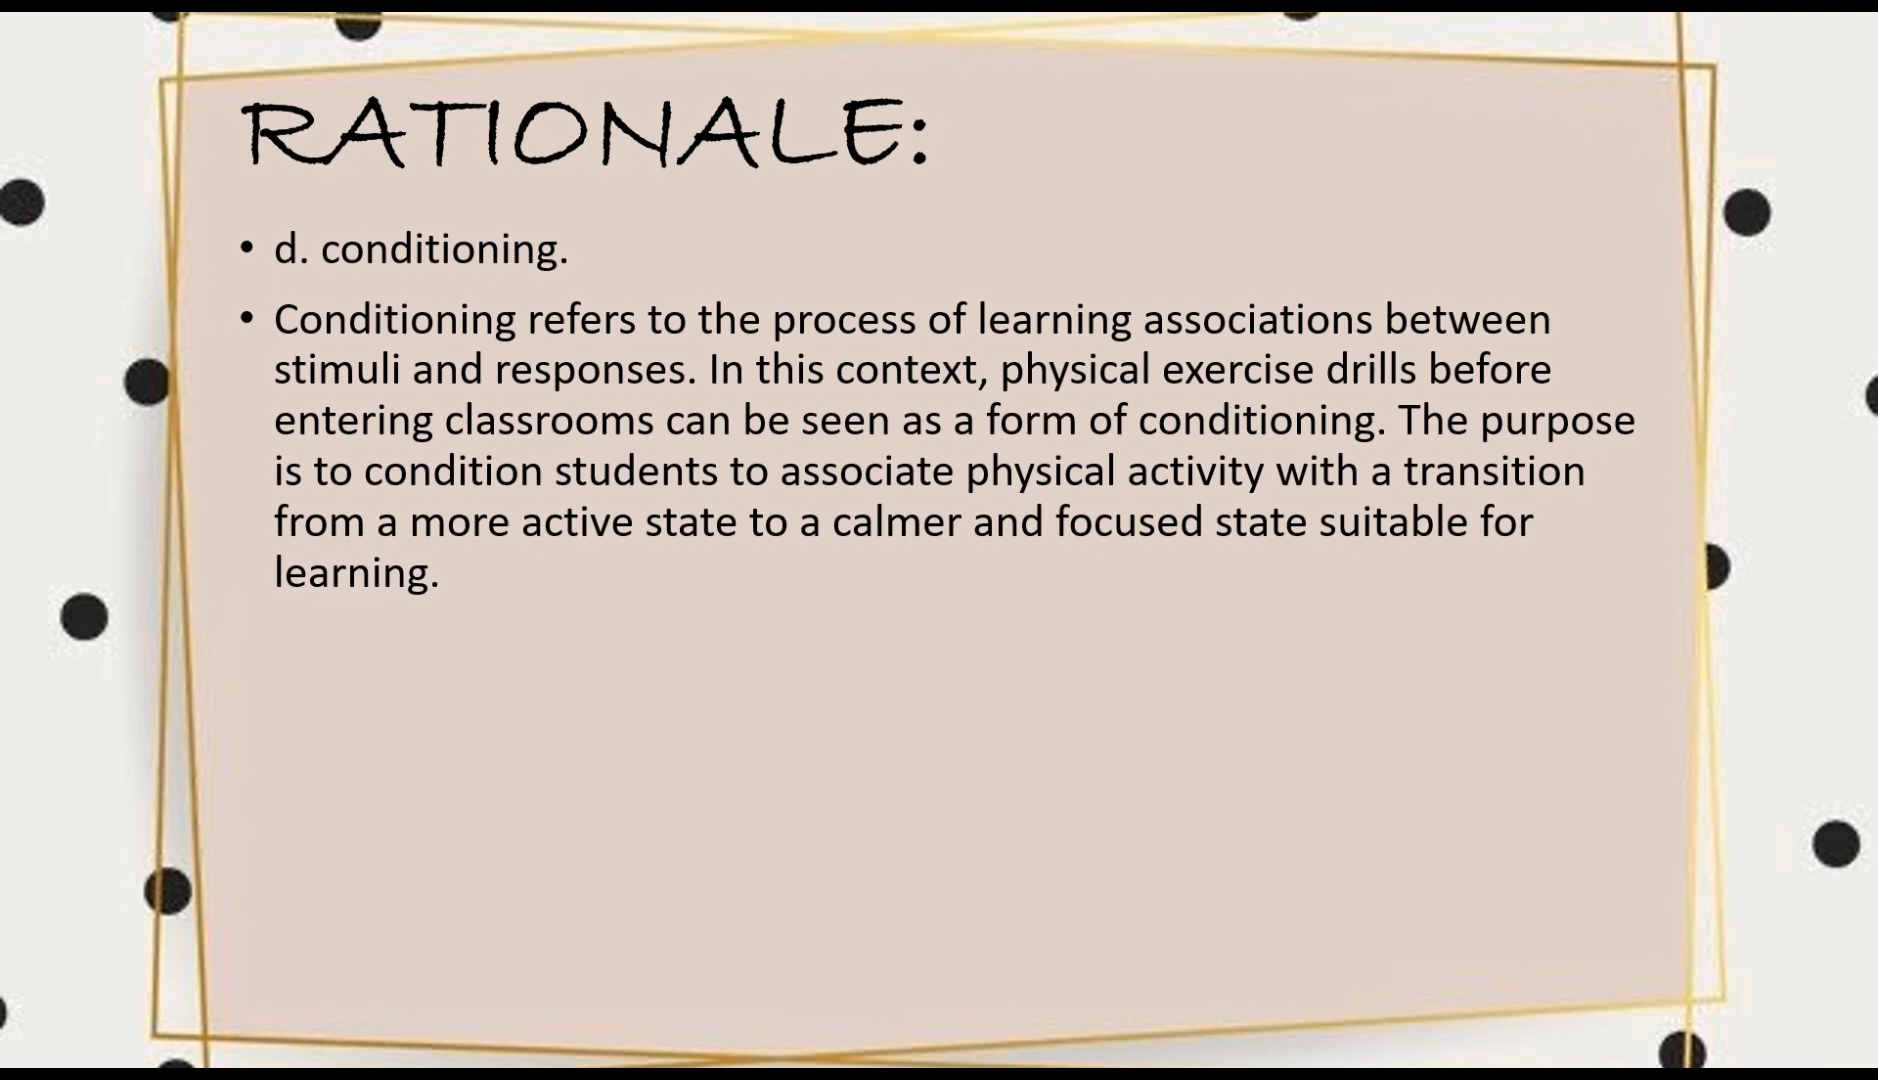 RATIONALE:
• d. conditioning.
• Conditioning refers to the process of learning associations between
stimuli and responses. In this context, physical exercise drills before
entering classrooms can be seen as a form of conditioning. The purpose
is to condition students to associate physical activity with a transition
from a more active state to a calmer and focused state suitable for
learning.